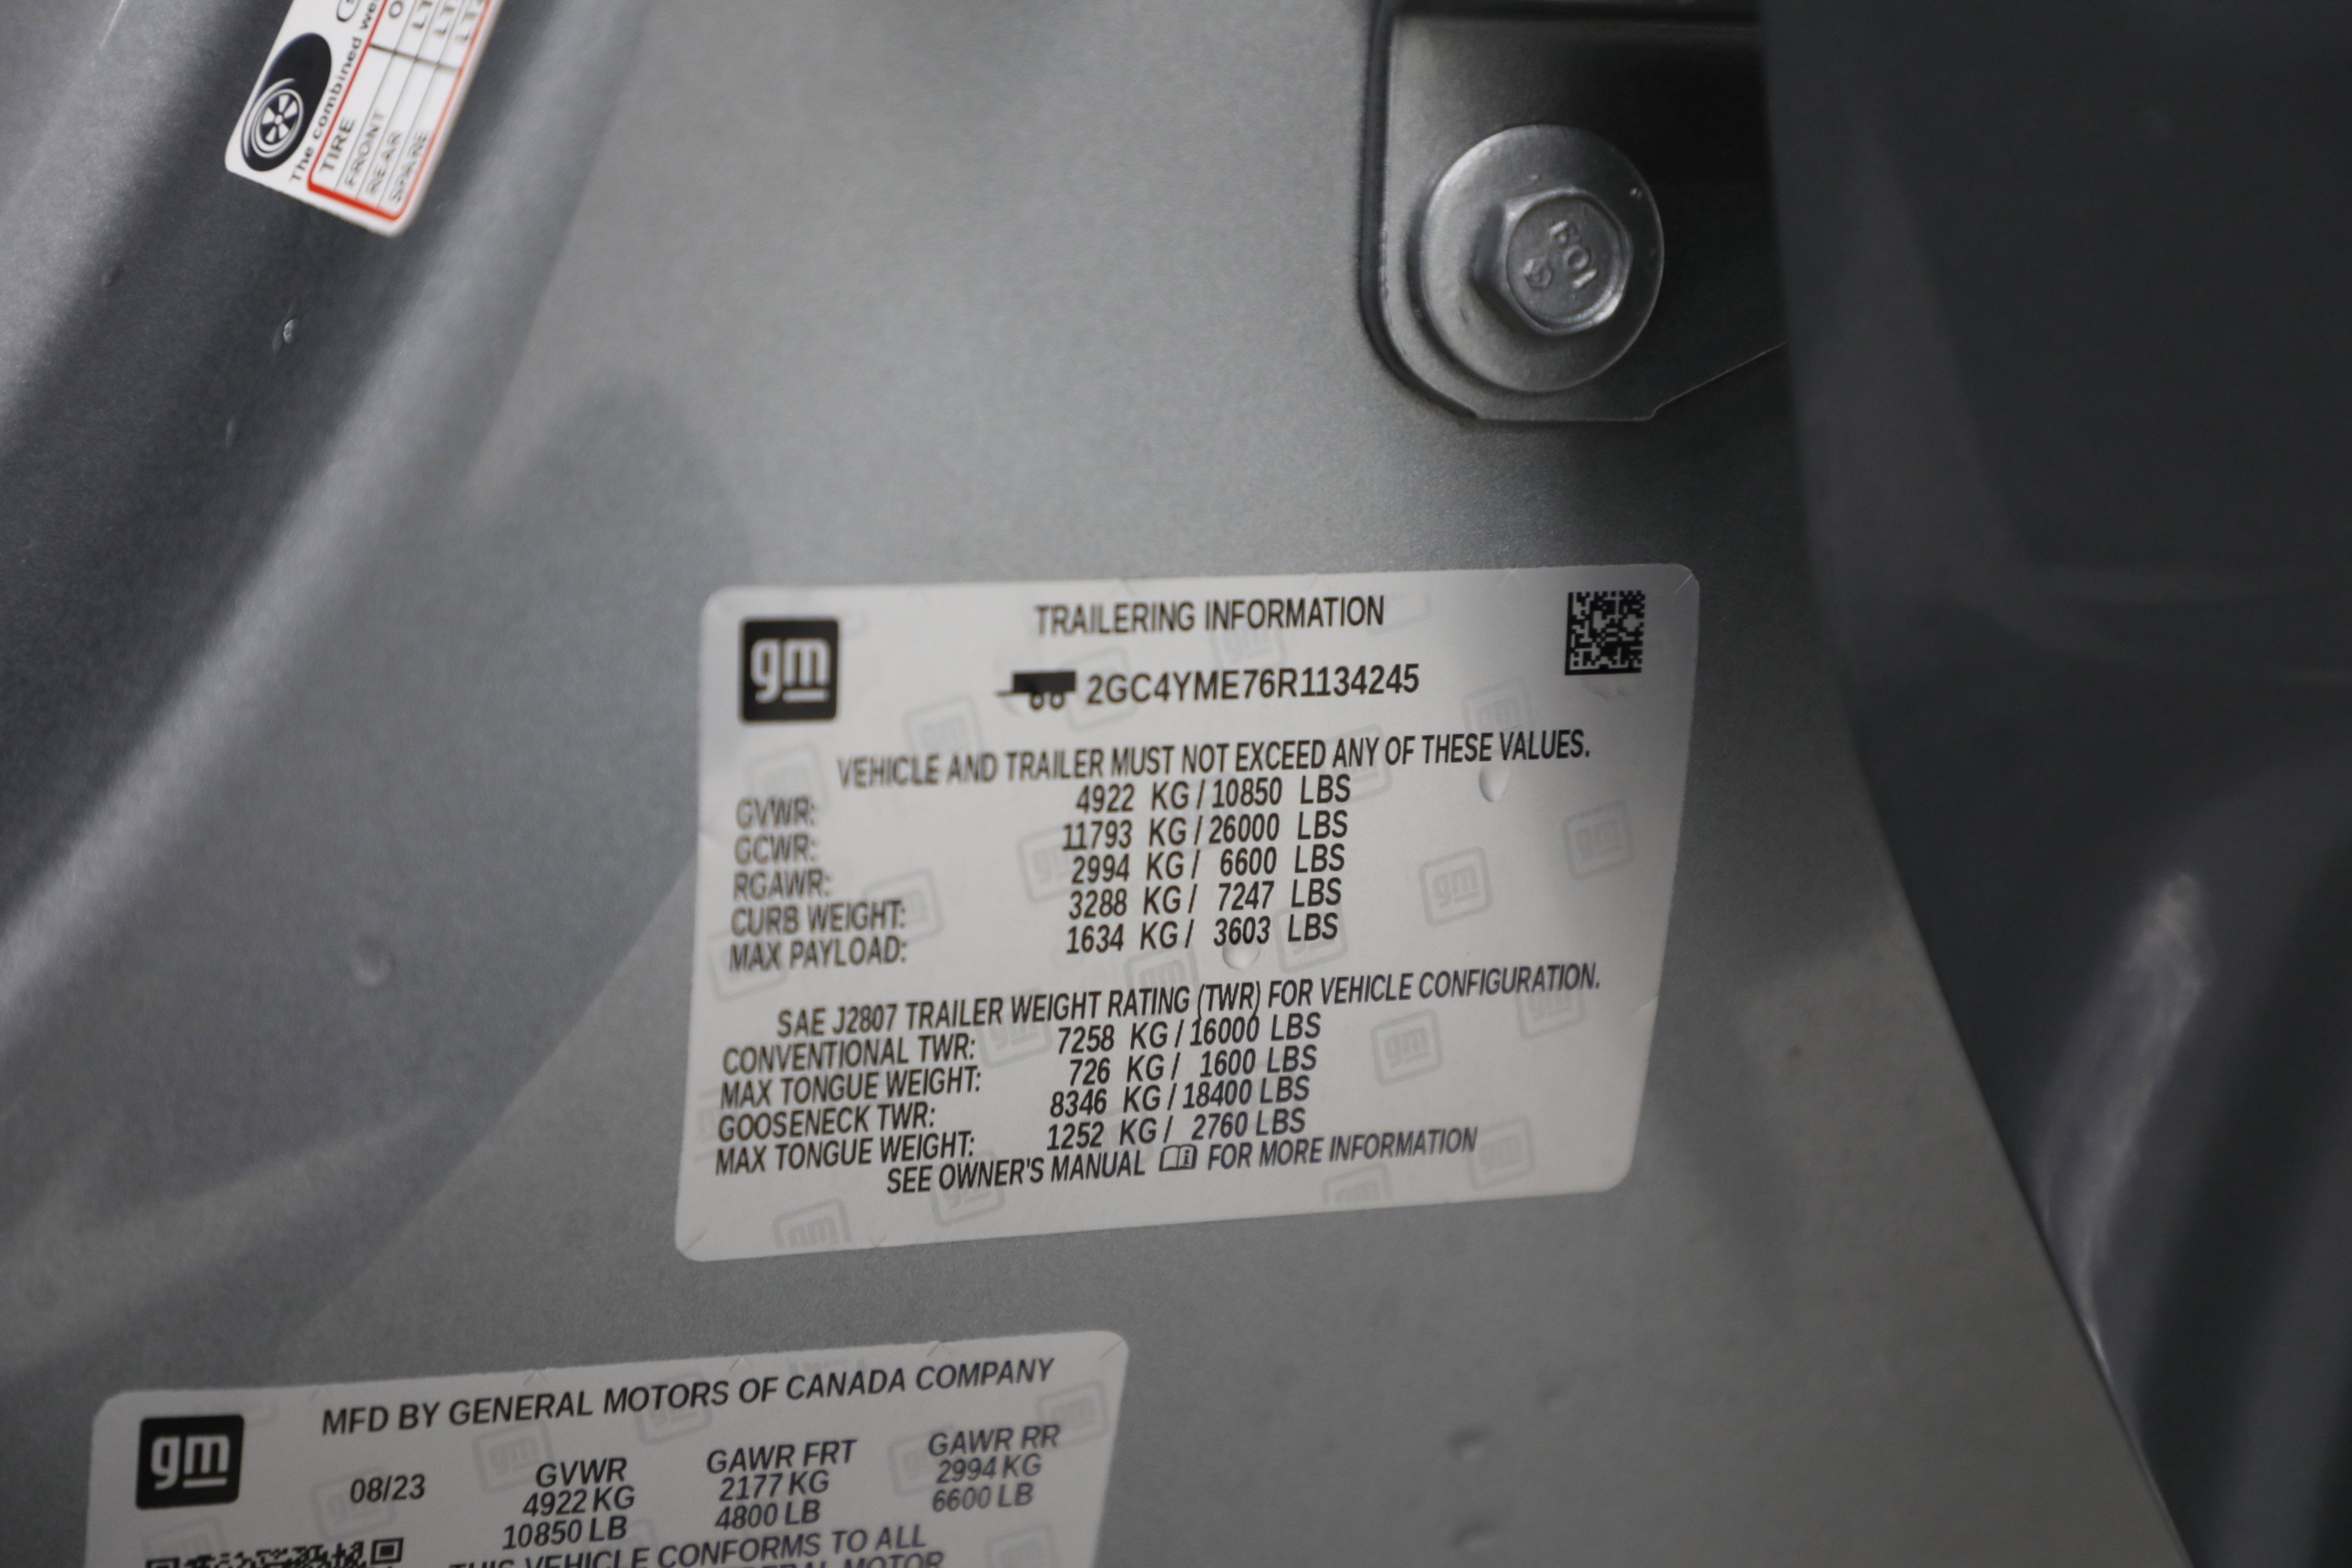 The combined we
TIRE
FRONT
REAR
SPARE
109
gm
TRAILERING INFORMATION
2GC4YME76R1134245
VEHICLE AND TRAILER MUST NOT EXCEED ANY OF THESE VALUES.
GVWR: 4922 KG / 10850 LBS
GCWR: 11793 KG / 26000 LBS
RGAWR: 2994 KG / 6600 LBS
CURB WEIGHT: 3288 KG / 7247 LBS
MAX PAYLOAD: 1634 KG / 3603 LBS
SAE J2807 TRAILER WEIGHT RATING (TWR) FOR VEHICLE CONFIGURATION.
CONVENTIONAL TWR: 7258 KG / 16000 LBS
MAX TONGUE WEIGHT: 726 KG / 1600 LBS
GOOSENECK TWR: 8346 KG / 18400 LBS
MAX TONGUE WEIGHT: 1252 KG / 2760 LBS
SEE OWNER'S MANUAL FOR MORE INFORMATION
gm
MFD BY GENERAL MOTORS OF CANADA COMPANY
08/23 GVWR GAWR FRT GAWR RR
4922 KG 2177 KG 2994 KG
10850 LB 4800 LB 6600 LB
THIS VEHICLE CONFORMS TO ALL
MOTOR